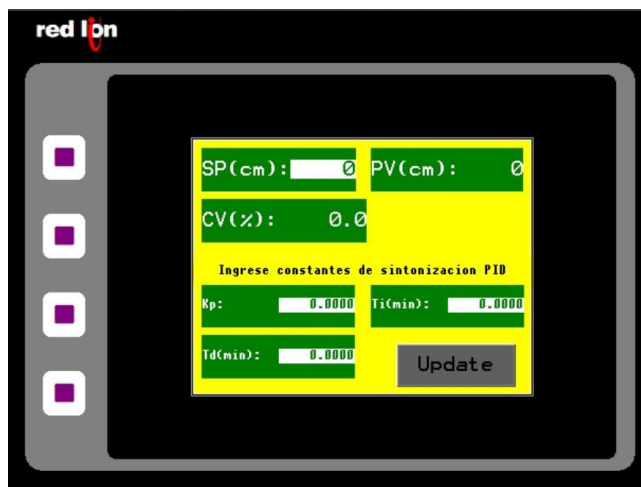 red lion
SP(cm): 0 PV(cm): 0
CV(%): 0.0
Ingrese constantes de sintonizacion PID
Kp: 0.0000 Ti(min): 0.0000
Td(min): 0.0000 Update